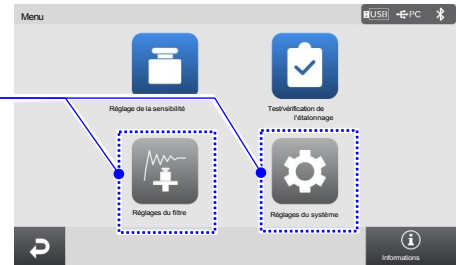 Menu
USB PC
Réglage de la sensibilité
Test/vérification de
l'étalonnage
Réglages du filtre
Réglages du système
Informations